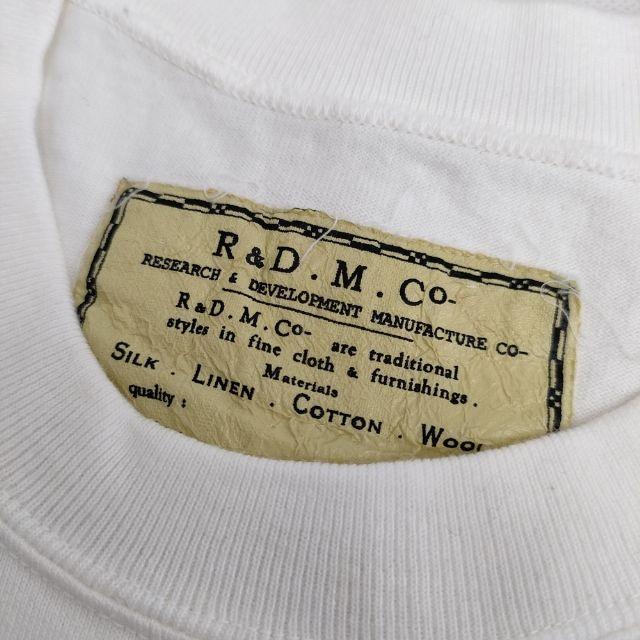 R & D . M . Co-
RESEARCH & DEVELOPMENT MANUFACTURE CO-
R & D . M . Co- are traditional
styles in fine cloth & furnishings .
Materials
SILK . LINEN . COTTON . WOOL
quality :